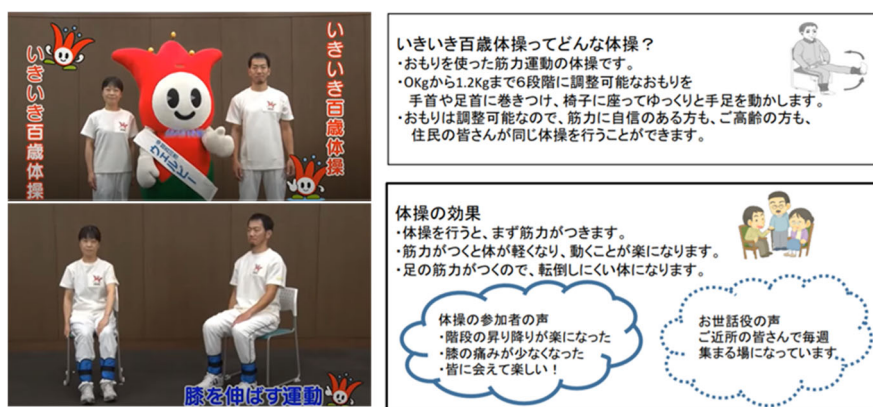 いきいき百歳体操
いきいき百歳体操
ウェルビー
膝を伸ばす運動
いきいき百歳体操ってどんな体操？
・おもりを使った筋力運動の体操です。
・0Kgから1.2Kgまで６段階に調整可能なおもりを
手首や足首に巻きつけ、椅子に座ってゆっくりと手足を動かします。
・おもりは調整可能なので、筋力に自信のある方も、ご高齢の方も、
住民の皆さんが同じ体操を行うことができます。
体操の効果
・体操を行うと、まず筋力がつきます。
・筋力がつくと体が軽くなり、動くことが楽になります。
・足の筋力がつくので、転倒しにくい体になります。
体操の参加者の声
・階段の昇り降りが楽になった
・膝の痛みが少なくなった
・皆に会えて楽しい！
お世話役の声
ご近所の皆さんで毎週
集まる場になっています